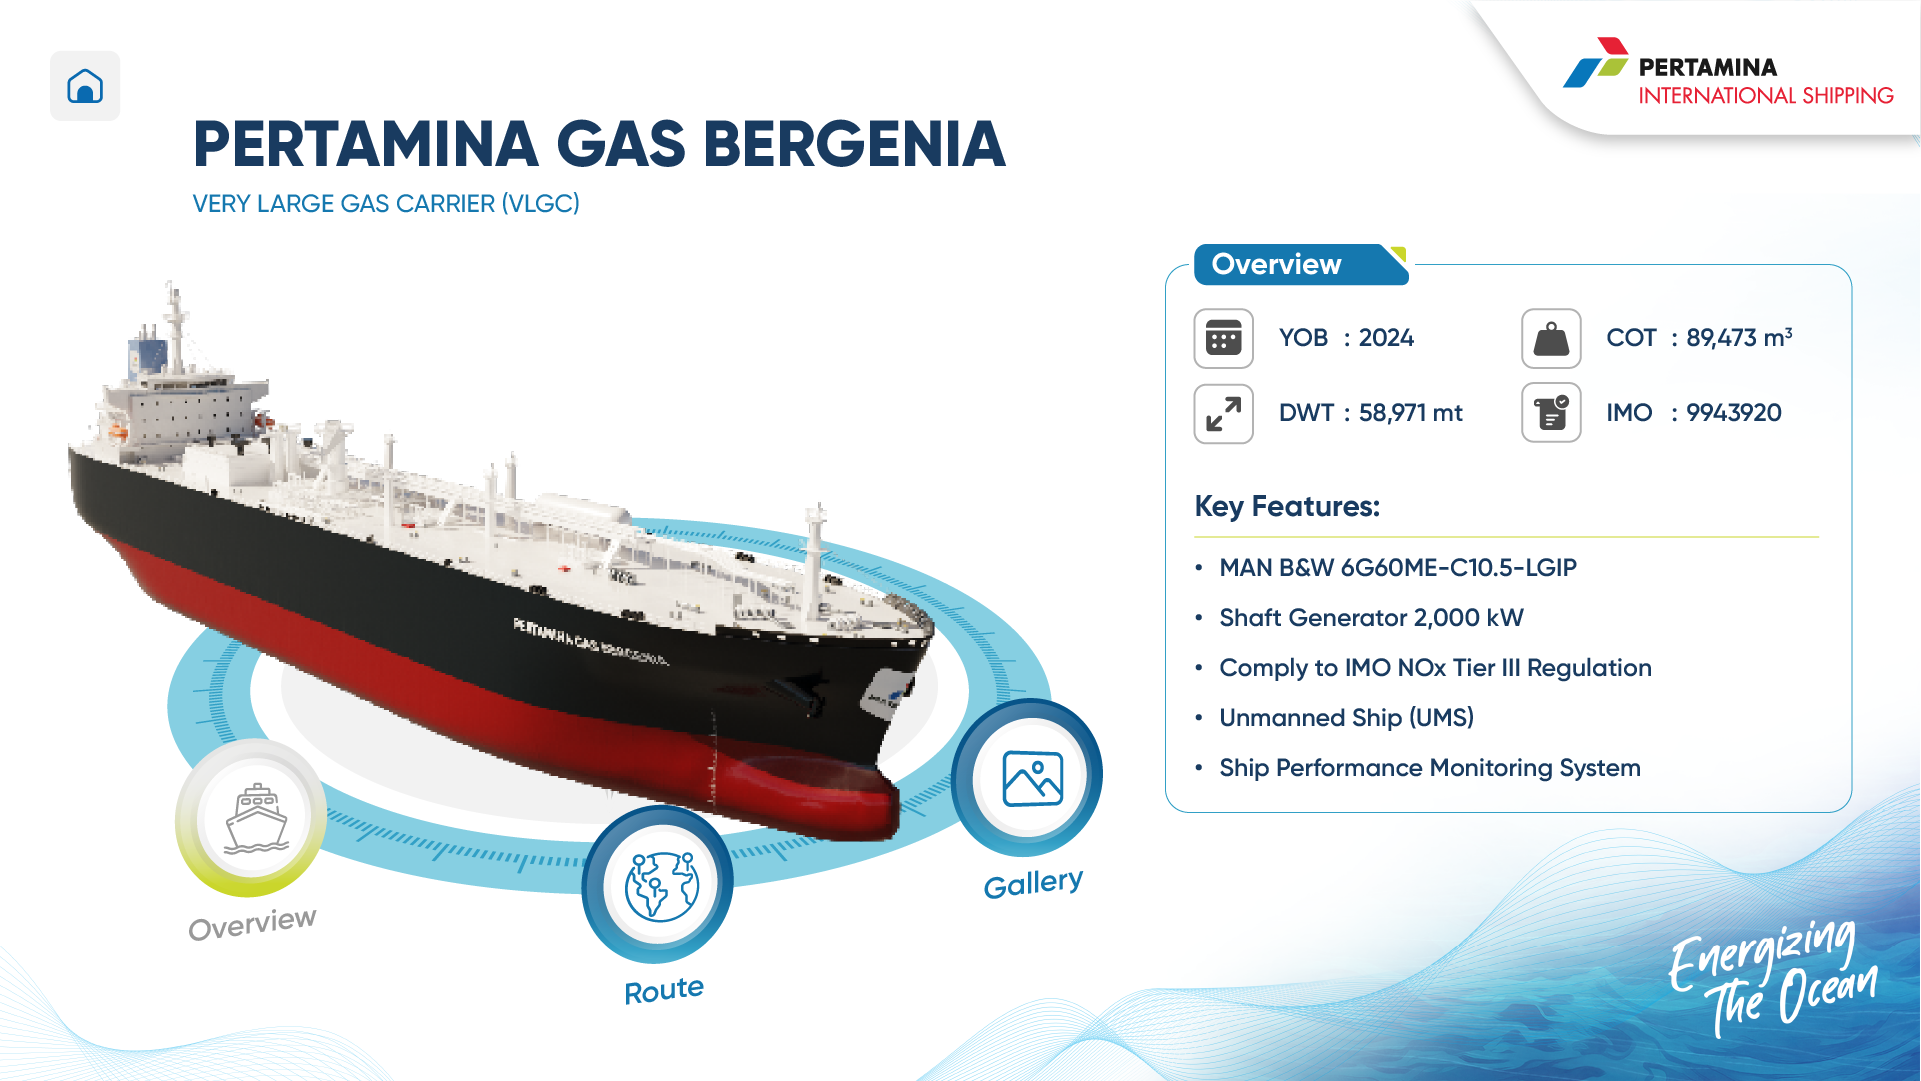 PERTAMINA
INTERNATIONAL SHIPPING
PERTAMINA GAS BERGENIA
VERY LARGE GAS CARRIER (VLGC)
Overview
YOB : 2024
COT : 89,473 m³
DWT : 58,971 mt
IMO : 9943920
Key Features:
• MAN B&W 6G60ME-C10.5-LGIP
• Shaft Generator 2,000 kW
• Comply to IMO NOx Tier III Regulation
• Unmanned Ship (UMS)
• Ship Performance Monitoring System
PERTAMINA GAS BERGENIA
Overview
Route
Gallery
Energizing
The Ocean